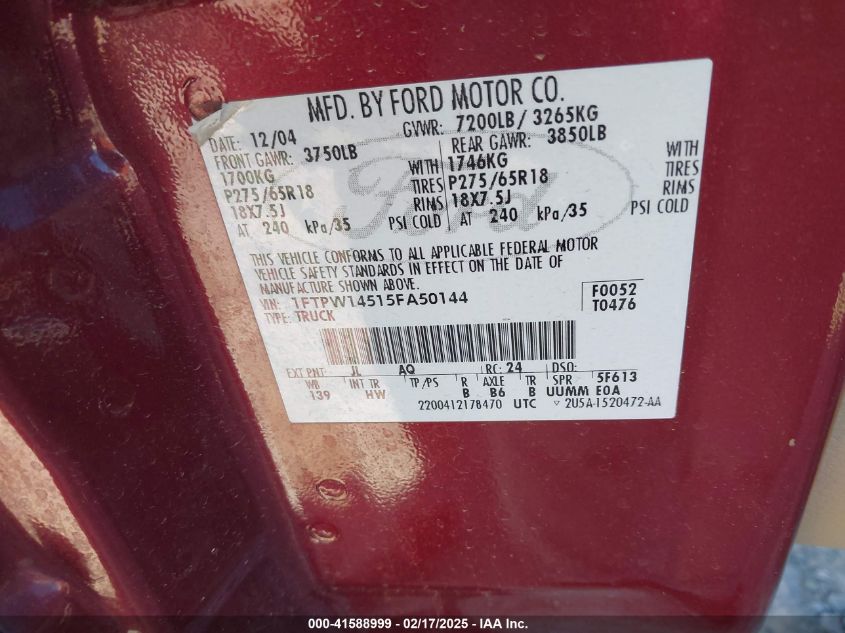 MFD. BY FORD MOTOR CO.
DATE: 12/04 GVWR: 7200LB / 3265KG
FRONT GAWR: 3750LB REAR GAWR: 3850LB
1700KG WITH 1746KG WITH
P275/65R18 TIRES P275/65R18 TIRES
18X7.5J RIMS 18X7.5J RIMS
AT 240 kPa/35 PSI COLD AT 240 kPa/35 PSI COLD
Ford
THIS VEHICLE CONFORMS TO ALL APPLICABLE FEDERAL MOTOR
VEHICLE SAFETY STANDARDS IN EFFECT ON THE DATE OF
MANUFACTURE SHOWN ABOVE.
VIN: 1FTPW14515FA50144 F0052
TYPE: TRUCK T0476
EXT PNT: JL AQ RC: 24 DSO:
WB INT TR TP/PS R AXLE TR SPR 5F613
139 HW B B6 B UUMM E0A
2200412178470 UTC ▽ 2U5A-1520472-AA
000-41588999 - 02/17/2025 - IAA Inc.